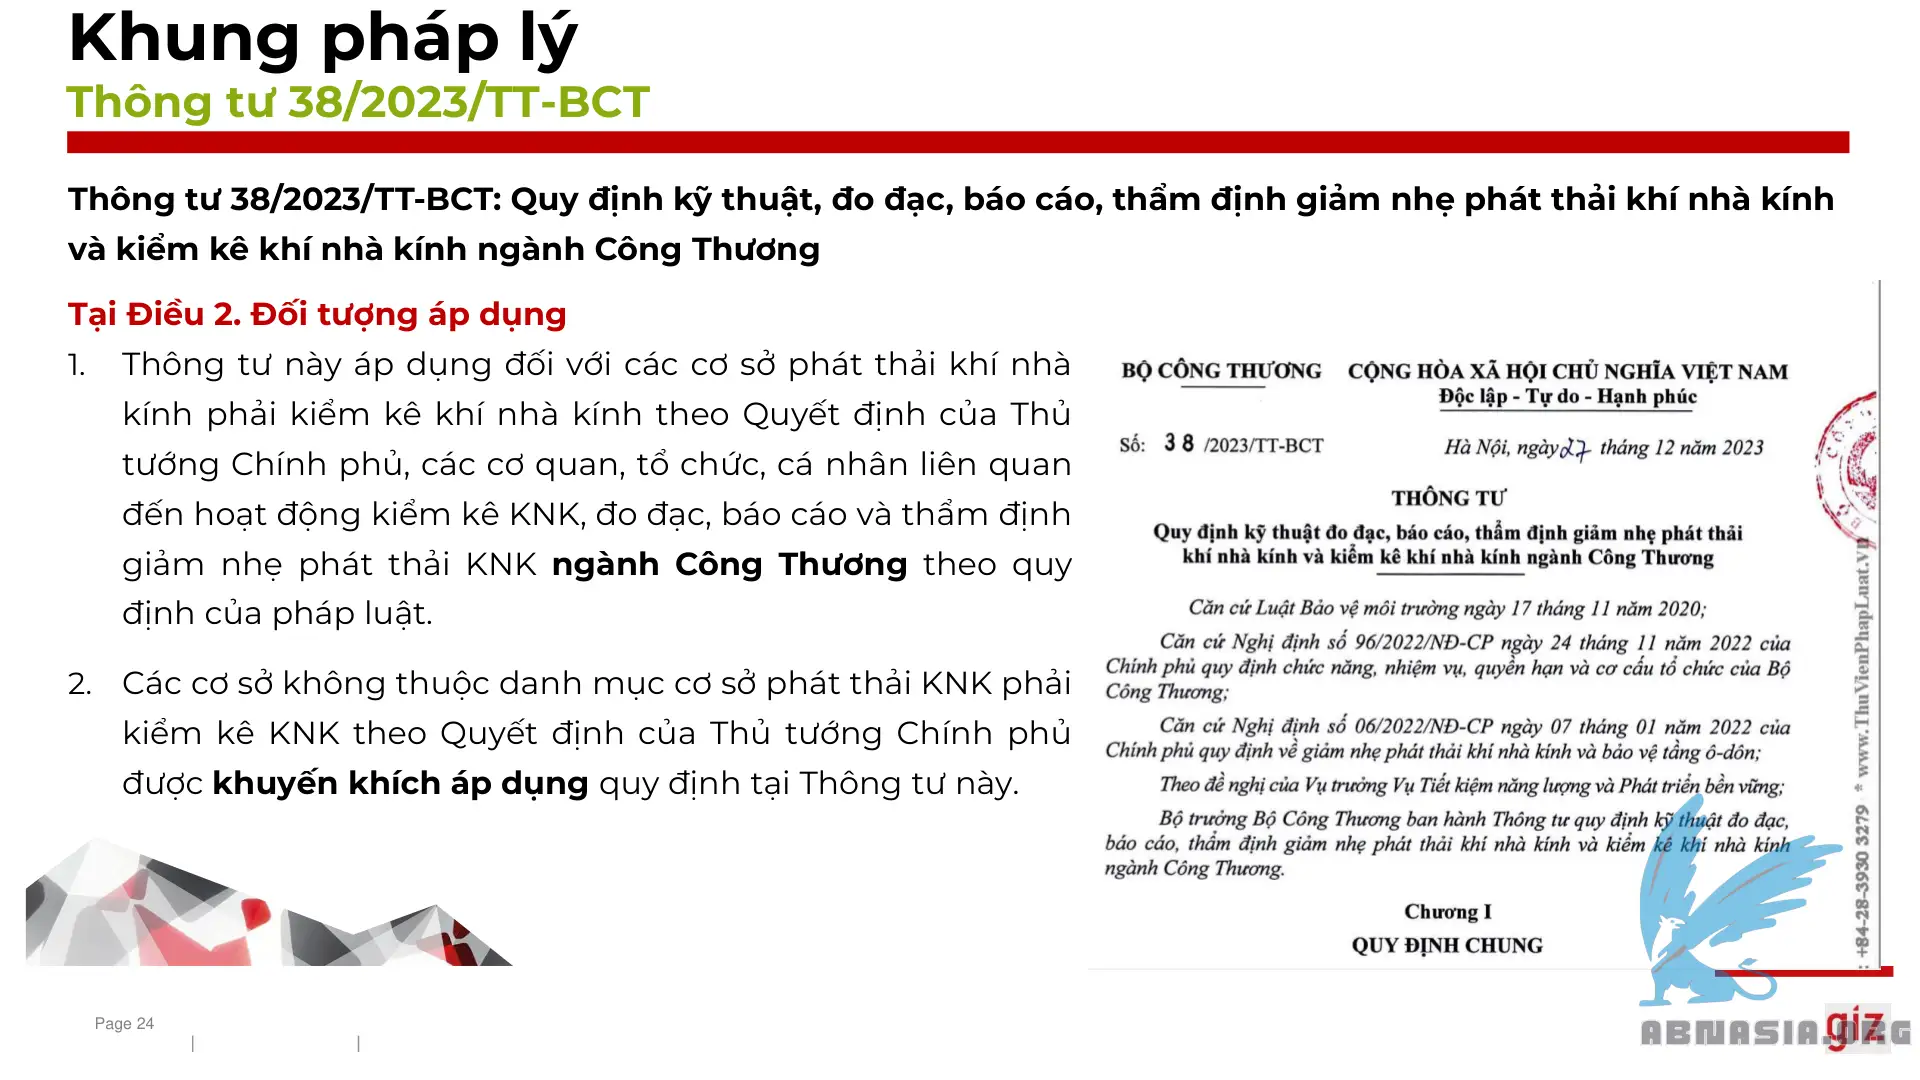 Khung pháp lý
Thông tư 38/2023/TT-BCT
Thông tư 38/2023/TT-BCT: Quy định kỹ thuật, đo đạc, báo cáo, thẩm định giảm nhẹ phát thải khí nhà kính
và kiểm kê khí nhà kính ngành Công Thương
Tại Điều 2. Đối tượng áp dụng
1. Thông tư này áp dụng đối với các cơ sở phát thải khí nhà
kính phải kiểm kê khí nhà kính theo Quyết định của Thủ
tướng Chính phủ, các cơ quan, tổ chức, cá nhân liên quan
đến hoạt động kiểm kê KNK, đo đạc, báo cáo và thẩm định
giảm nhẹ phát thải KNK ngành Công Thương theo quy
định của pháp luật.
2. Các cơ sở không thuộc danh mục cơ sở phát thải KNK phải
kiểm kê KNK theo Quyết định của Thủ tướng Chính phủ
được khuyến khích áp dụng quy định tại Thông tư này.
BỘ CÔNG THƯƠNG
CỘNG HÒA XÃ HỘI CHỦ NGHĨA VIỆT NAM
Độc lập - Tự do - Hạnh phúc
Số: 38 /2023/TT-BCT
Hà Nội, ngày 27 tháng 12 năm 2023
THÔNG TƯ
Quy định kỹ thuật đo đạc, báo cáo, thẩm định giảm nhẹ phát thải
khí nhà kính và kiểm kê khí nhà kính ngành Công Thương
Căn cứ Luật Bảo vệ môi trường ngày 17 tháng 11 năm 2020;
Căn cứ Nghị định số 96/2022/NĐ-CP ngày 24 tháng 11 năm 2022 của
Chính phủ quy định chức năng, nhiệm vụ, quyền hạn và cơ cấu tổ chức của Bộ
Công Thương;
Căn cứ Nghị định số 06/2022/NĐ-CP ngày 07 tháng 01 năm 2022 của
Chính phủ quy định về giảm nhẹ phát thải khí nhà kính và bảo vệ tầng ô-dôn;
Theo đề nghị của Vụ trưởng Vụ Tiết kiệm năng lượng và Phát triển bền vững;
Bộ trưởng Bộ Công Thương ban hành Thông tư quy định kỹ thuật đo đạc,
báo cáo, thẩm định giảm nhẹ phát thải khí nhà kính và kiểm kê khí nhà kính
ngành Công Thương.
Chương I
QUY ĐỊNH CHUNG
: +84-28-3930 3279 * www.ThuVienPhapLuat.vn
Page 24
giz
ABNASIA.ORG